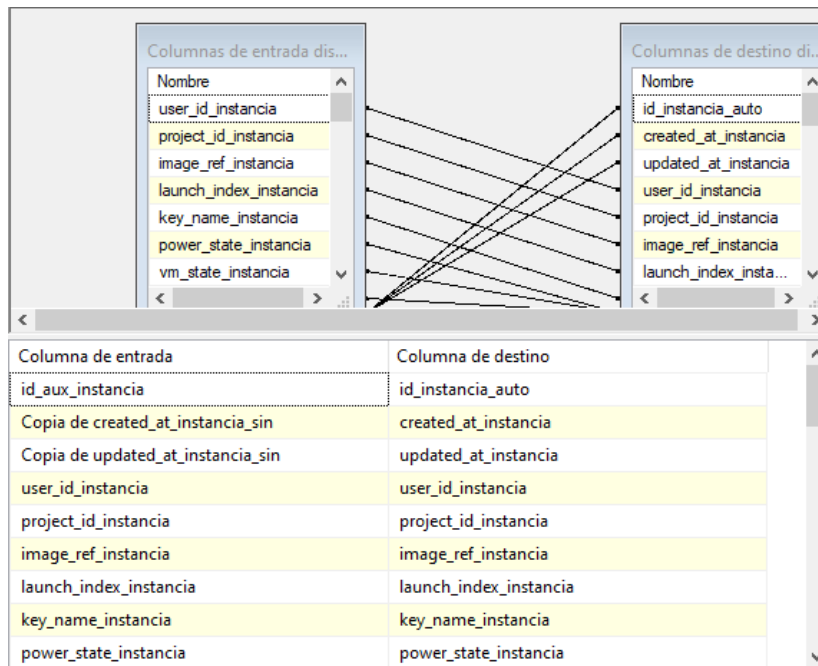 Columnas de entrada dis...
Nombre
user_id_instancia
project_id_instancia
image_ref_instancia
launch_index_instancia
key_name_instancia
power_state_instancia
vm_state_instancia
Columnas de destino di...
Nombre
id_instancia_auto
created_at_instancia
updated_at_instancia
user_id_instancia
project_id_instancia
image_ref_instancia
launch_index_insta...
Columna de entrada Columna de destino
id_aux_instancia id_instancia_auto
Copia de created_at_instancia_sin created_at_instancia
Copia de updated_at_instancia_sin updated_at_instancia
user_id_instancia user_id_instancia
project_id_instancia project_id_instancia
image_ref_instancia image_ref_instancia
launch_index_instancia launch_index_instancia
key_name_instancia key_name_instancia
power_state_instancia power_state_instancia